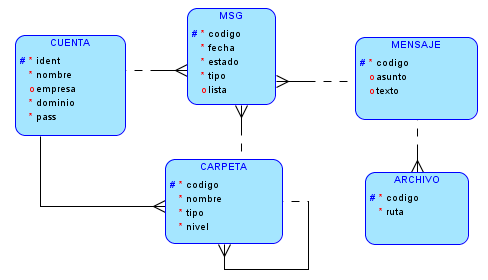 CUENTA
# * ident
* nombre
o empresa
* dominio
* pass
MSG
# * codigo
* fecha
* estado
* tipo
o lista
MENSAJE
# * codigo
o asunto
o texto
CARPETA
# * codigo
* nombre
* tipo
* nivel
ARCHIVO
# * codigo
* ruta